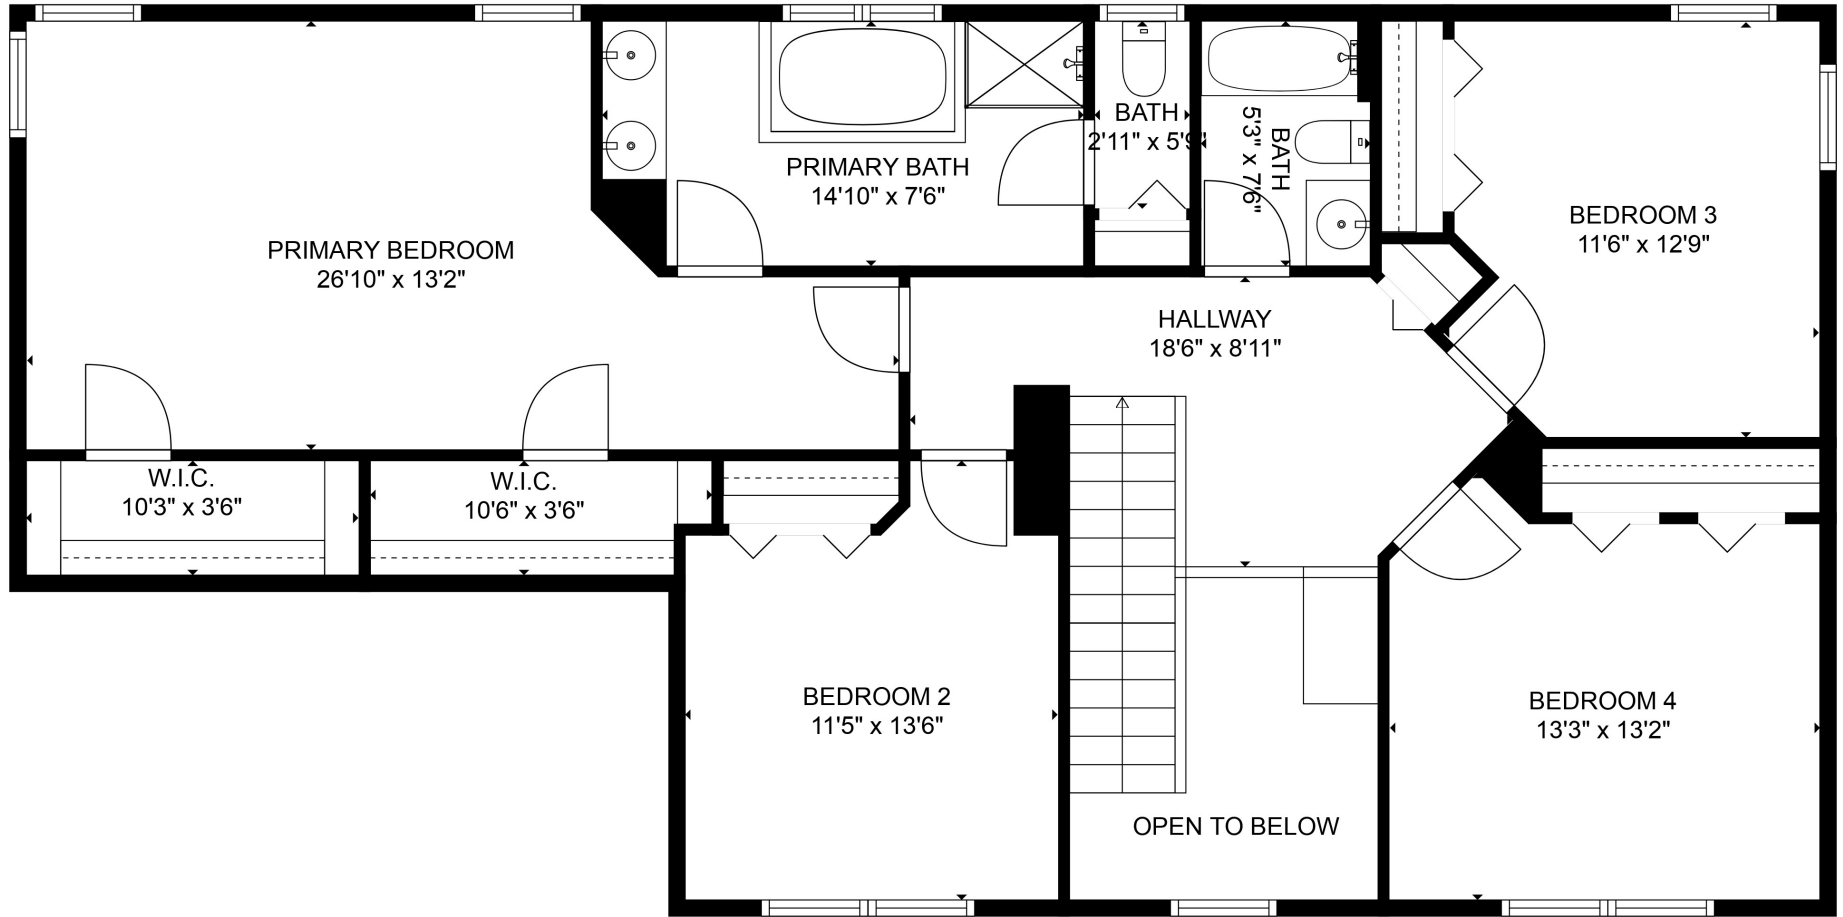 PRIMARY BEDROOM
26'10" x 13'2"
PRIMARY BATH
14'10" x 7'6"
BATH
2'11" x 5'9"
BATH
5'3" x 7'6"
BEDROOM 3
11'6" x 12'9"
HALLWAY
18'6" x 8'11"
W.I.C.
10'3" x 3'6"
W.I.C.
10'6" x 3'6"
BEDROOM 2
11'5" x 13'6"
BEDROOM 4
13'3" x 13'2"
OPEN TO BELOW